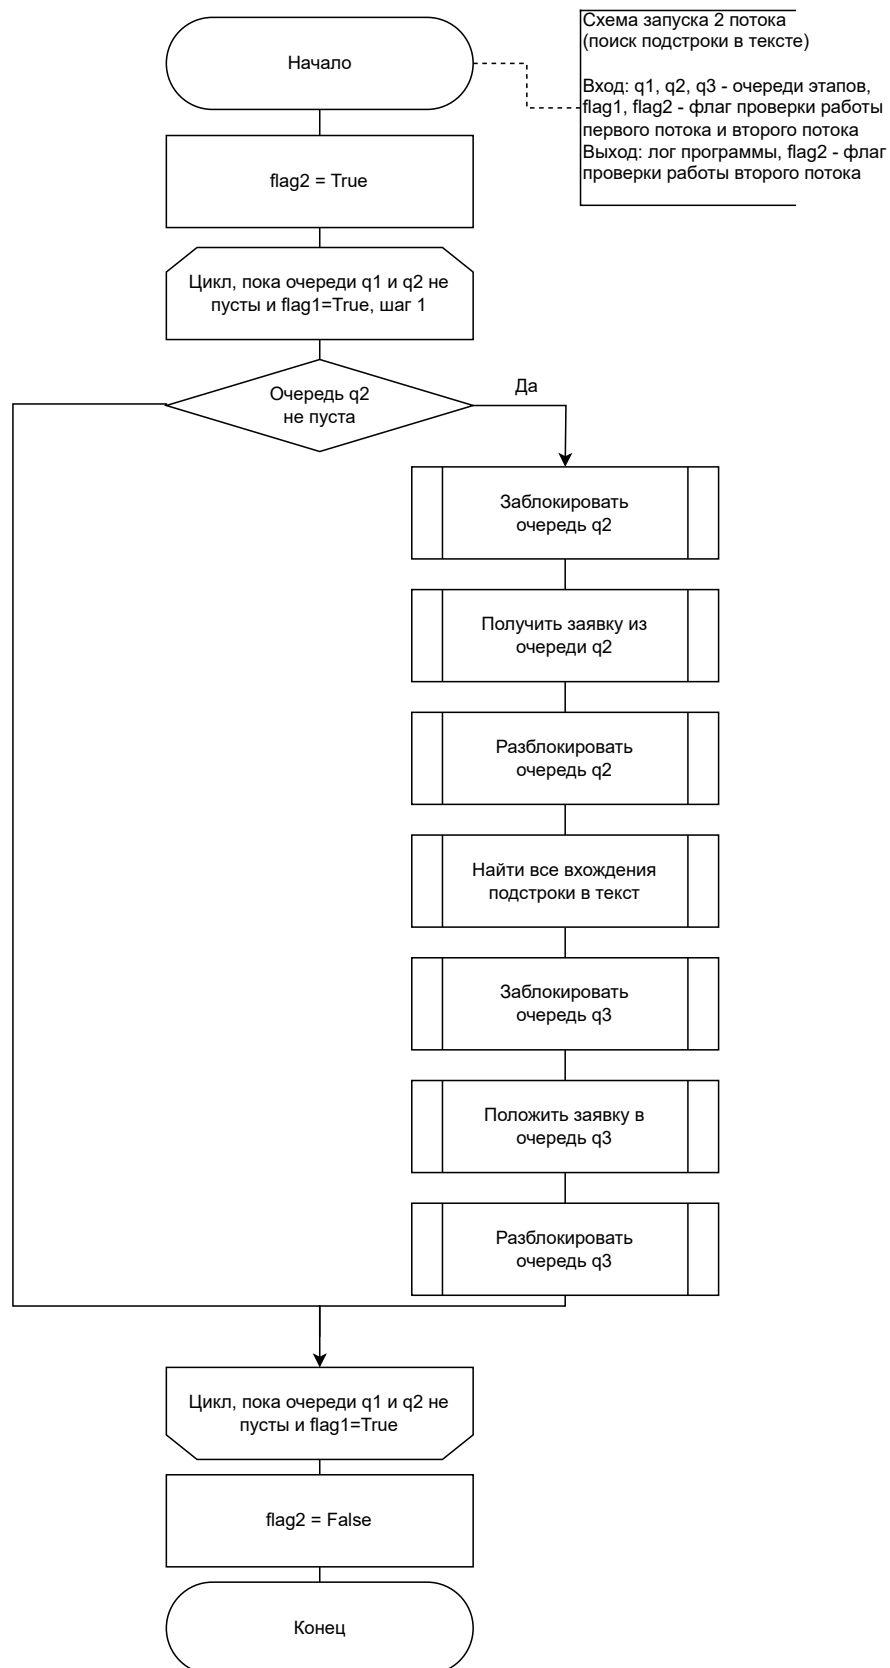 Схема запуска 2 потока
(поиск подстроки в тексте)
Вход: q1, q2, q3 - очереди этапов,
flag1, flag2 - флаг проверки работы
первого потока и второго потока
Выход: лог программы, flag2 - флаг
проверки работы второго потока
Начало
flag2 = True
Цикл, пока очереди q1 и q2 не
пусты и flag1=True, шаг 1
Очередь q2
не пуста
Да
Заблокировать
очередь q2
Получить заявку из
очереди q2
Разблокировать
очередь q2
Найти все вхождения
подстроки в текст
Заблокировать
очередь q3
Положить заявку в
очередь q3
Разблокировать
очередь q3
Цикл, пока очереди q1 и q2 не
пусты и flag1=True
flag2 = False
Конец